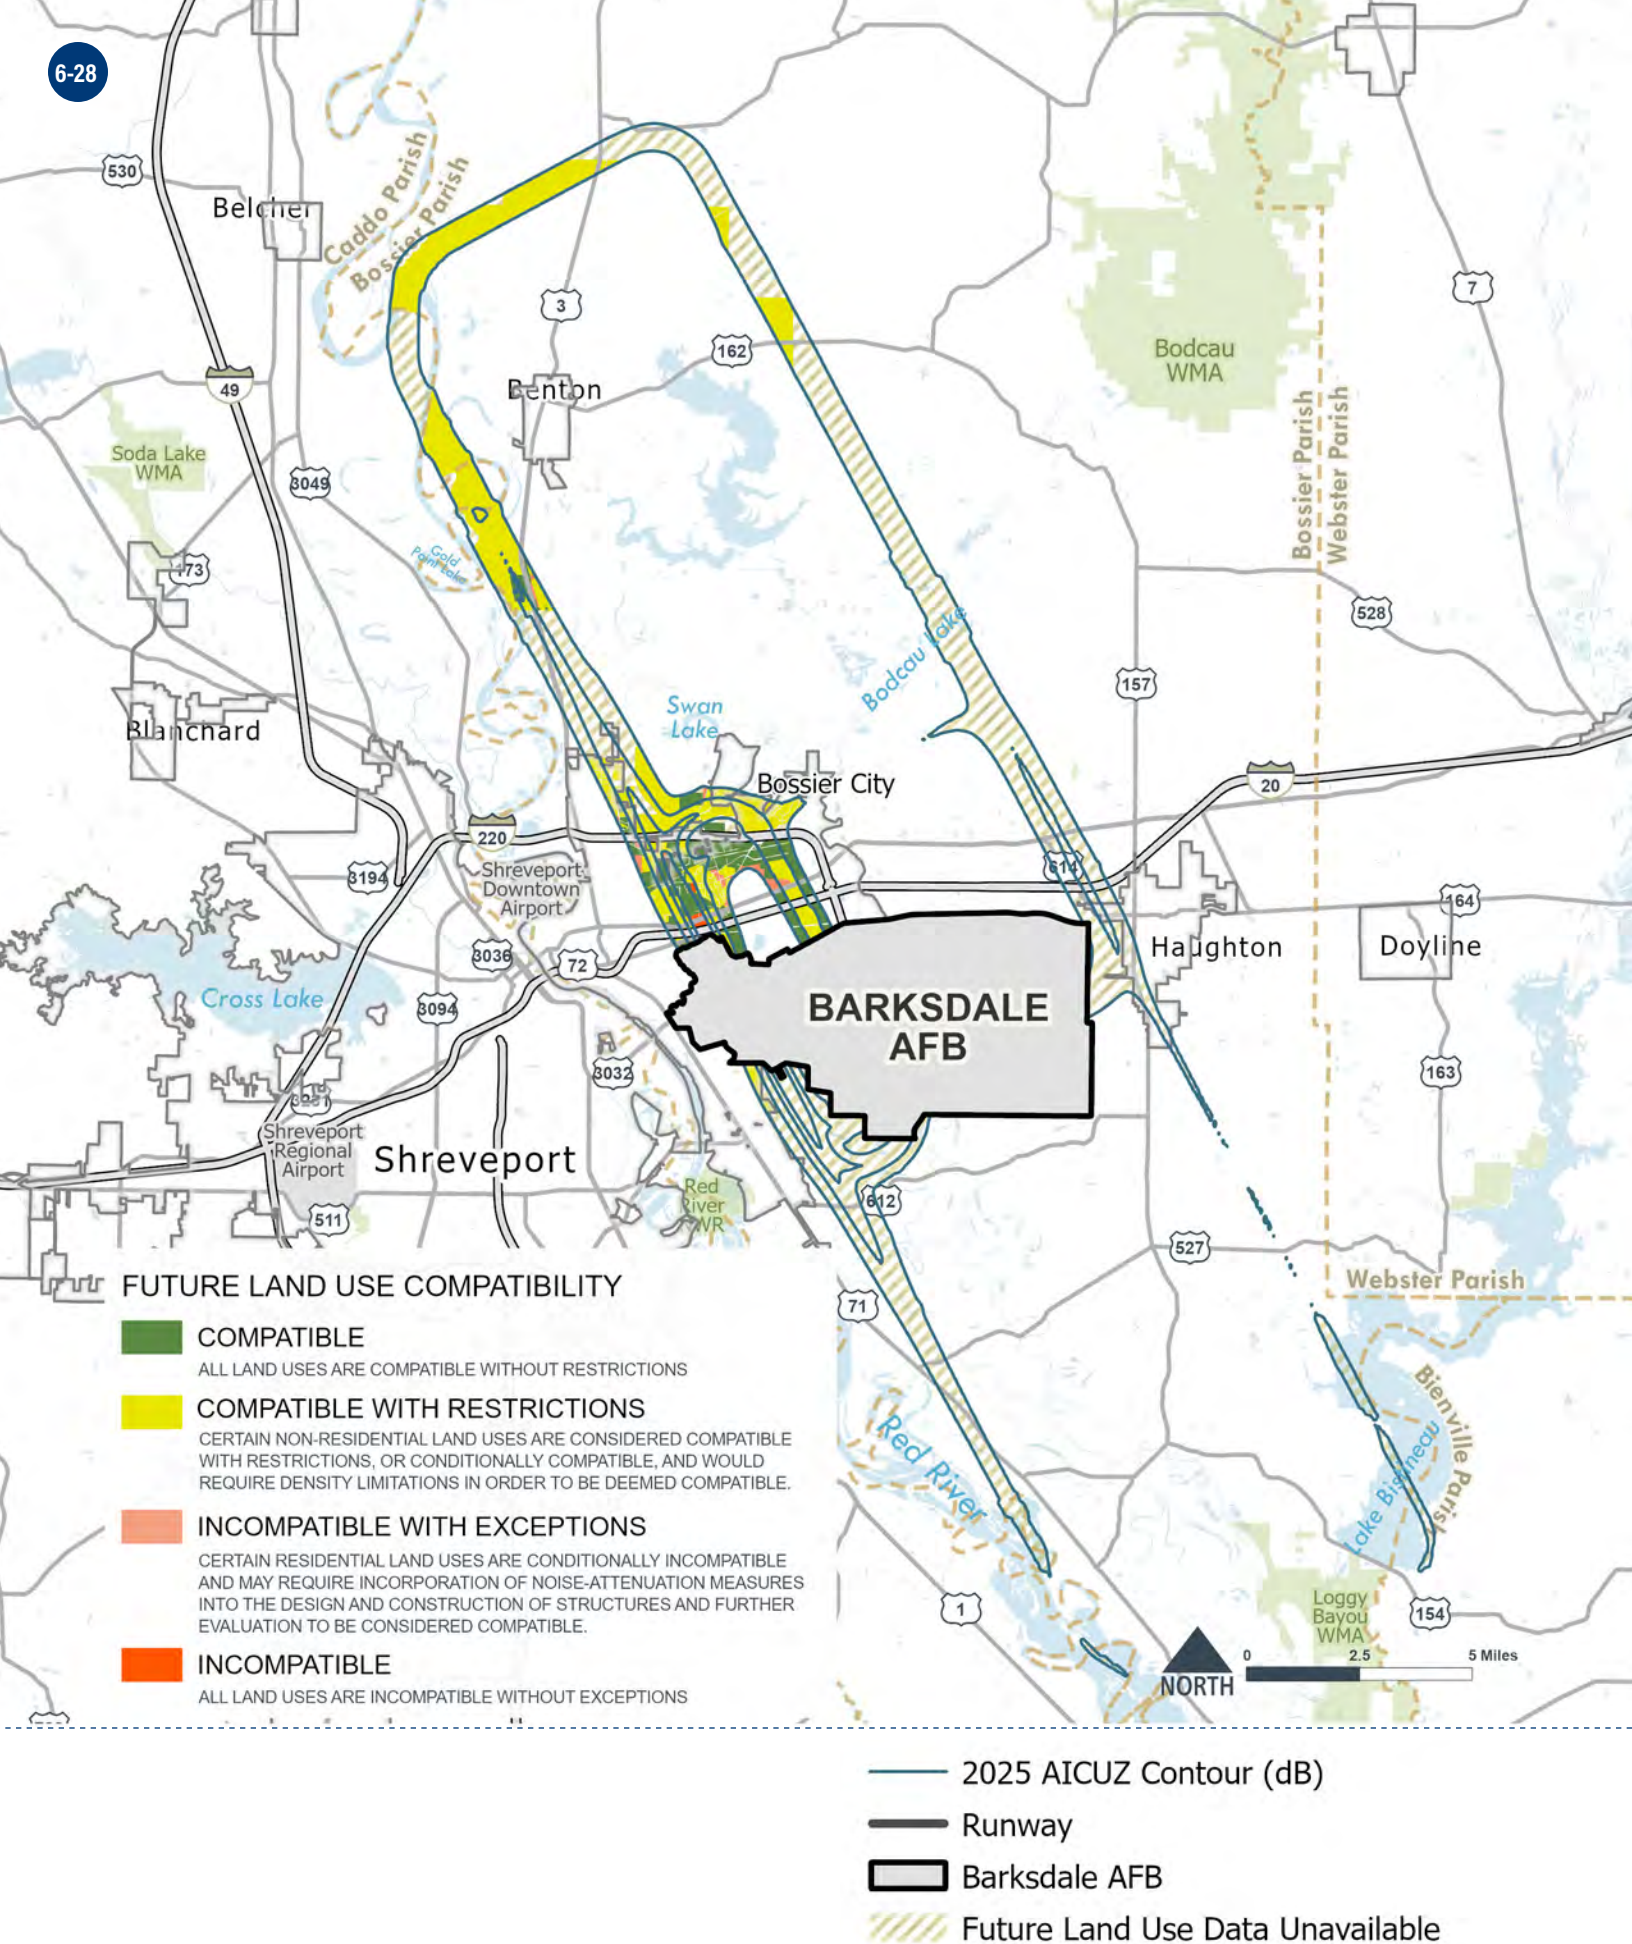 6-28
530
Belcher
Caddo Parish
Bossier Parish
3
7
162
Bodcau
WMA
49
Benton
Bossier Parish
Webster Parish
Soda Lake
WMA
3049
Gold
Point Lake
173
528
Bodcau Lake
157
Swan
Lake
Blanchard
Bossier City
20
220
3194
Shreveport
Downtown
Airport
614
164
Haughton
Doyline
3036
72
Cross Lake
3094
BARKSDALE
AFB
3032
163
Shreveport
Regional
Airport
Shreveport
Red
River
WR
612
511
527
Webster Parish
71
Bienville Parish
Red River
Lake Bistineau
1
Loggy
Bayou
WMA
154
0 2.5 5 Miles
NORTH
FUTURE LAND USE COMPATIBILITY
COMPATIBLE
ALL LAND USES ARE COMPATIBLE WITHOUT RESTRICTIONS
COMPATIBLE WITH RESTRICTIONS
CERTAIN NON-RESIDENTIAL LAND USES ARE CONSIDERED COMPATIBLE
WITH RESTRICTIONS, OR CONDITIONALLY COMPATIBLE, AND WOULD
REQUIRE DENSITY LIMITATIONS IN ORDER TO BE DEEMED COMPATIBLE.
INCOMPATIBLE WITH EXCEPTIONS
CERTAIN RESIDENTIAL LAND USES ARE CONDITIONALLY INCOMPATIBLE
AND MAY REQUIRE INCORPORATION OF NOISE-ATTENUATION MEASURES
INTO THE DESIGN AND CONSTRUCTION OF STRUCTURES AND FURTHER
EVALUATION TO BE CONSIDERED COMPATIBLE.
INCOMPATIBLE
ALL LAND USES ARE INCOMPATIBLE WITHOUT EXCEPTIONS
2025 AICUZ Contour (dB)
Runway
Barksdale AFB
Future Land Use Data Unavailable